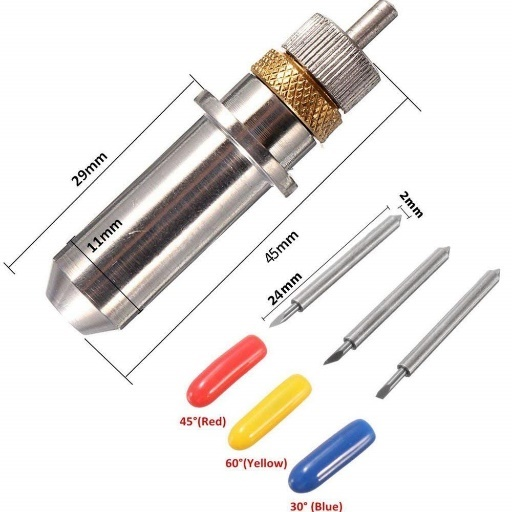 29mm
11mm
45mm
2mm
24mm
45°(Red)
60°(Yellow)
30° (Blue)